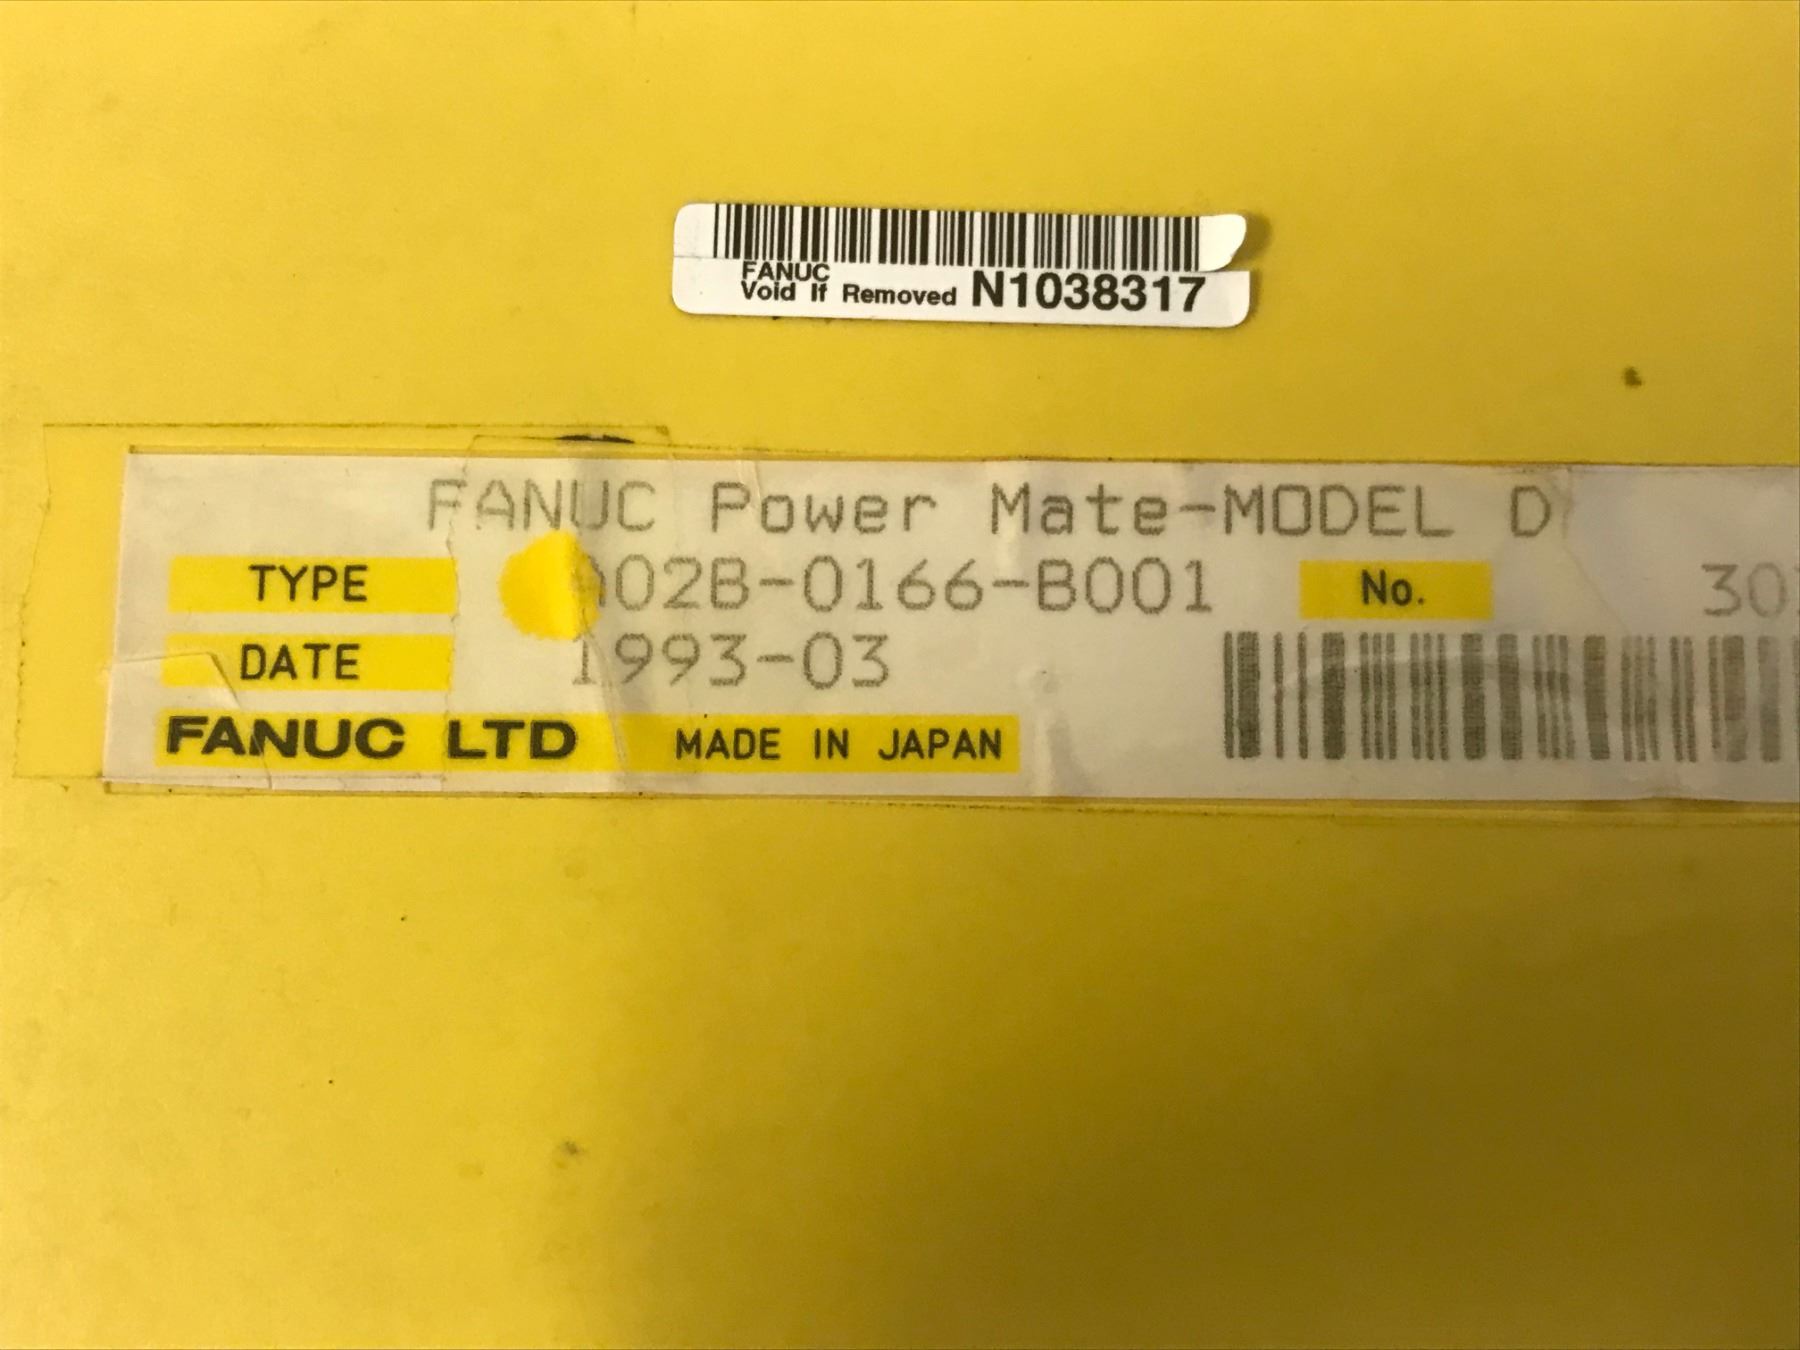 FANUC
Void If Removed N1038317
FANUC Power Mate-MODEL D
TYPE A02B-0166-B001 No.
DATE 1993-03
FANUC LTD MADE IN JAPAN